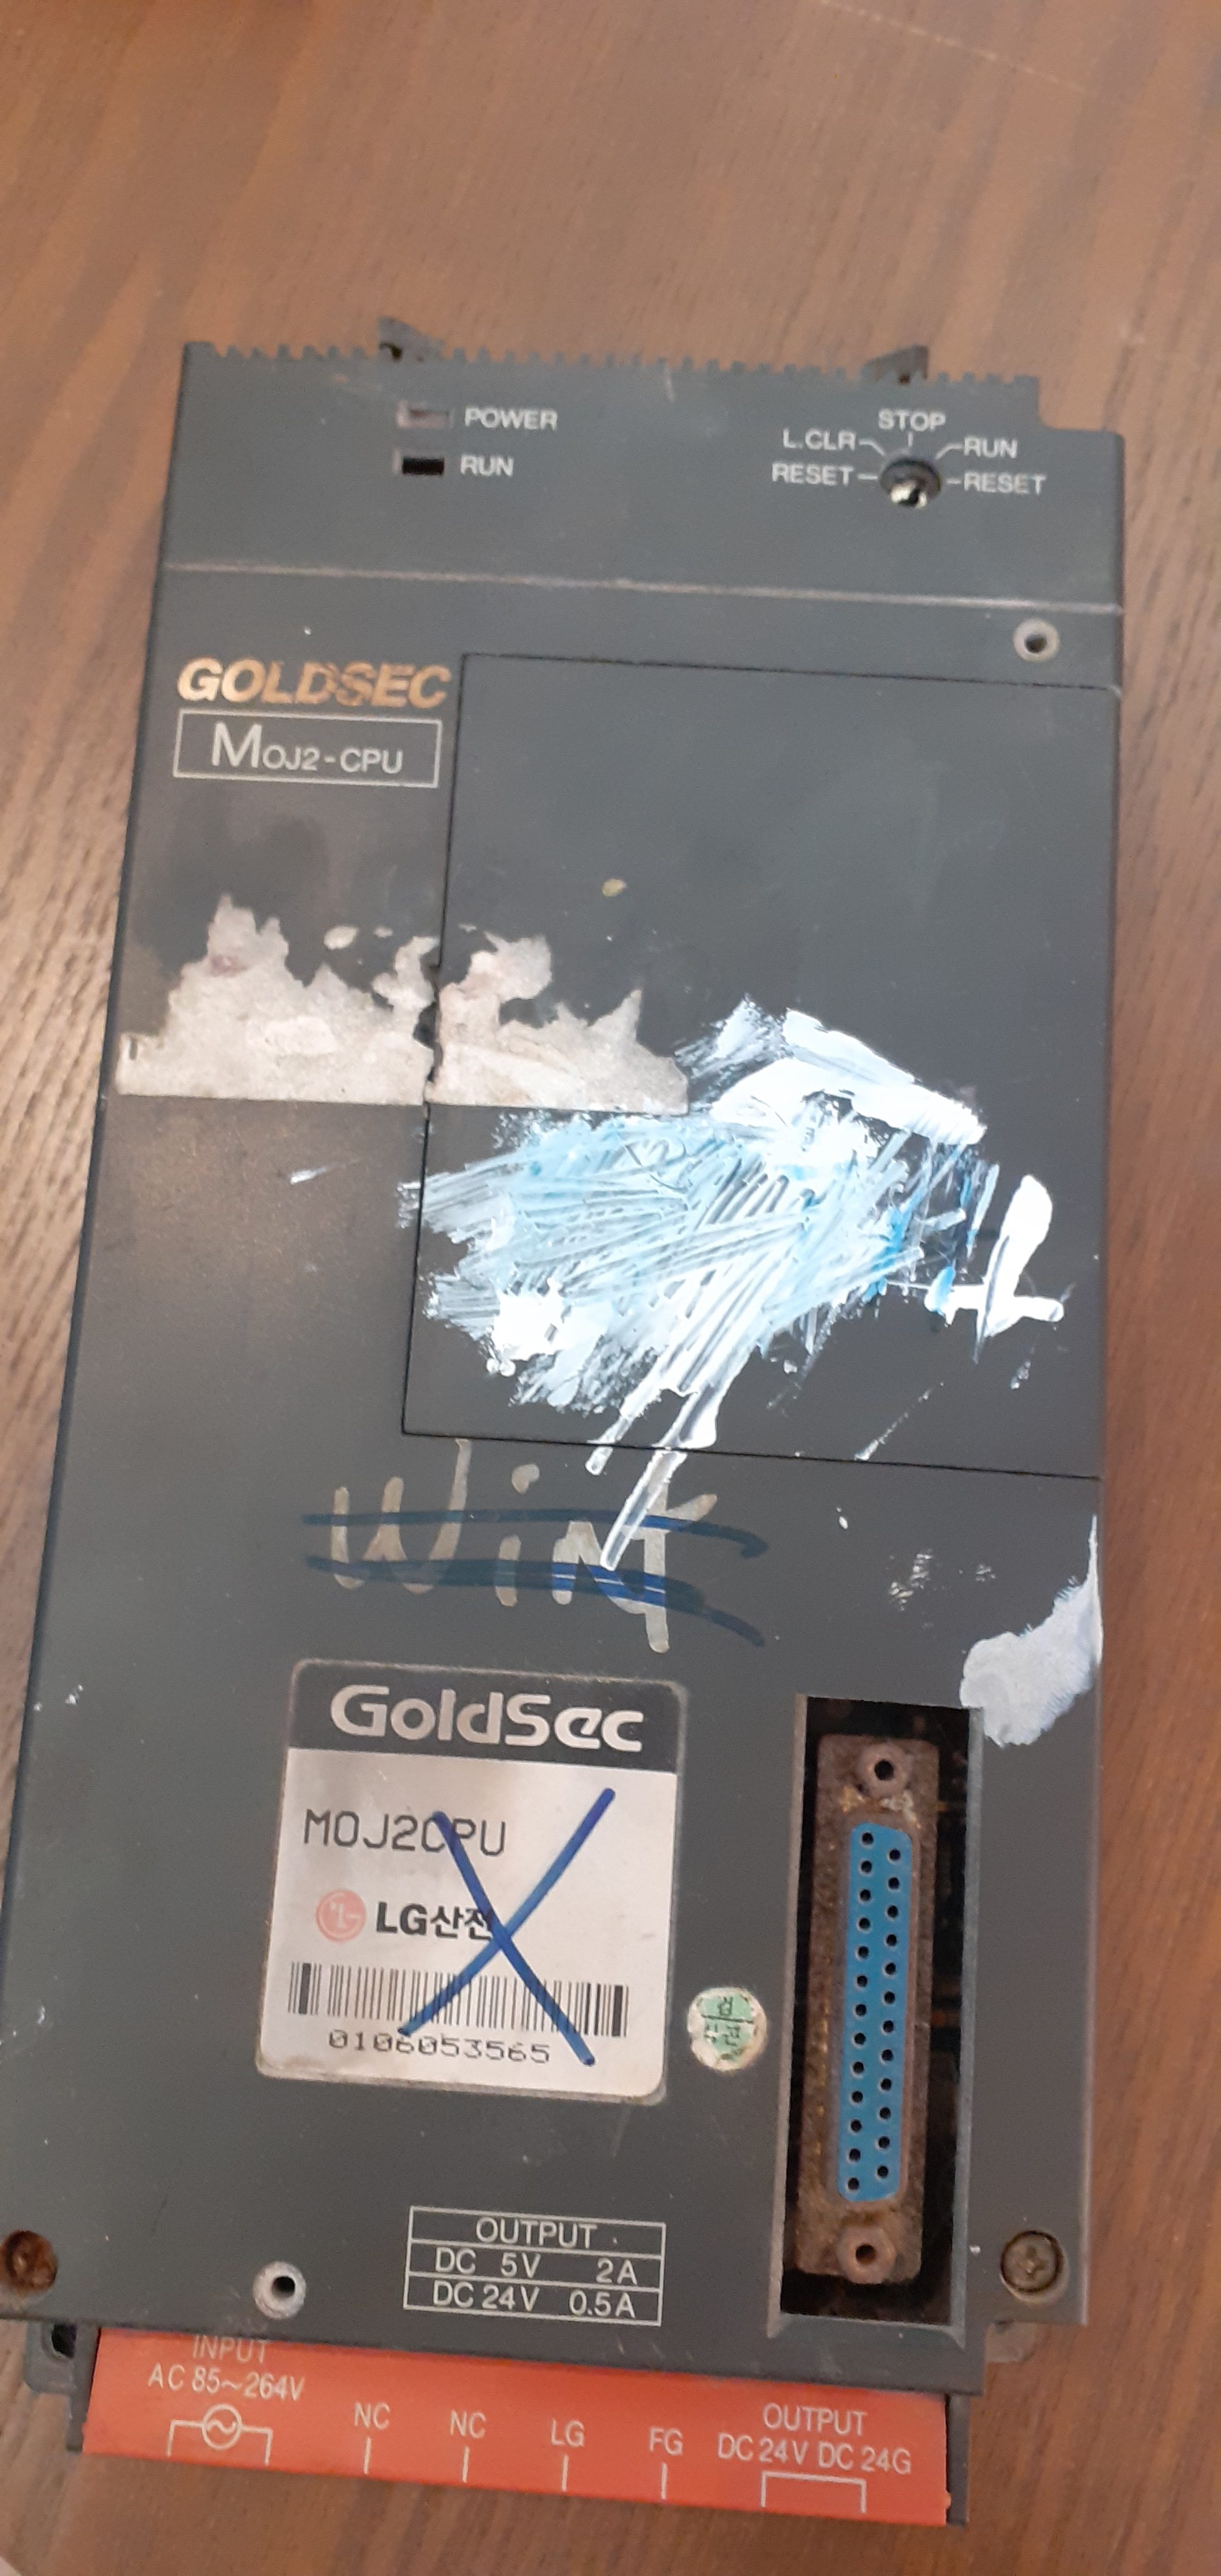 POWER
RUN
STOP
L.CLR
RUN
RESET
RESET
GOLDSEC
MOJ2-CPU
Wint
GoldSec
MOJ2CPU
LG산전
0106053565
OUTPUT
DC 5V 2A
DC 24V 0.5A
INPUT
AC 85~264V
NC
NC
LG
FG
OUTPUT
DC 24V DC 24G